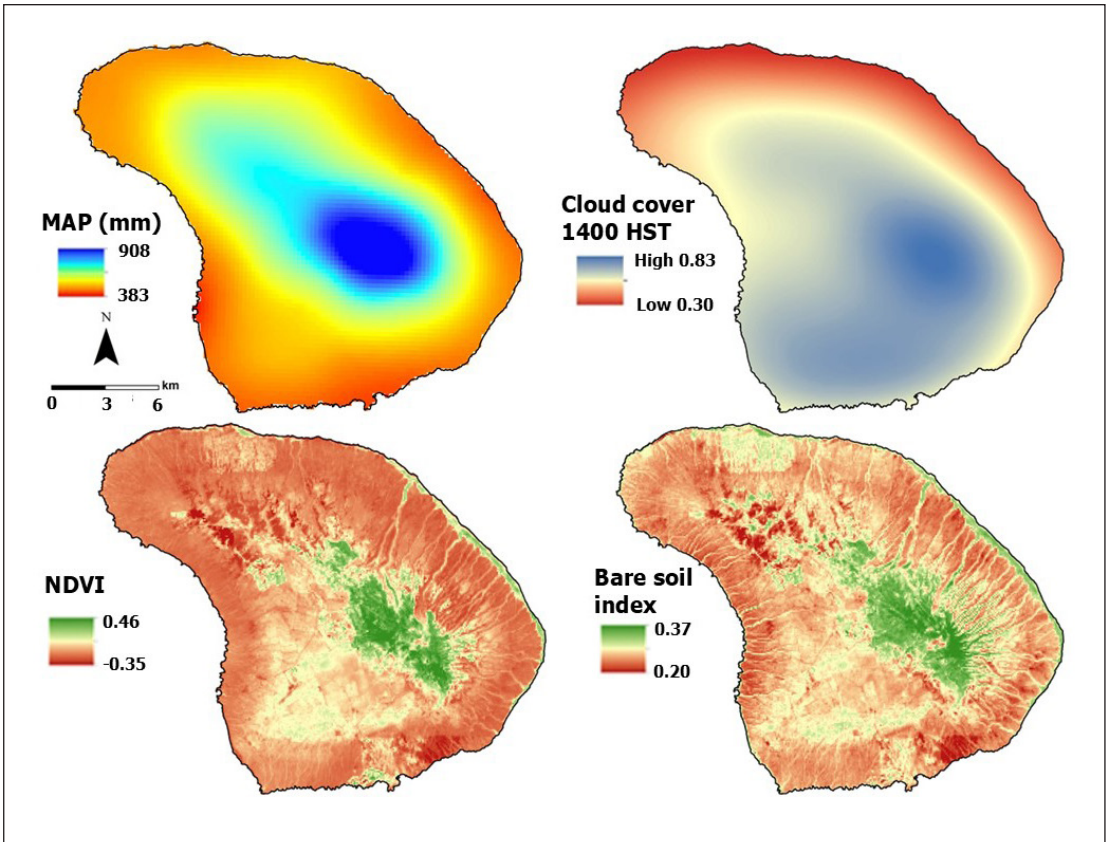 MAP (mm)
908
383
N
km
0 3 6
Cloud cover
1400 HST
High 0.83
Low 0.30
NDVI
0.46
-0.35
Bare soil
index
0.37
0.20